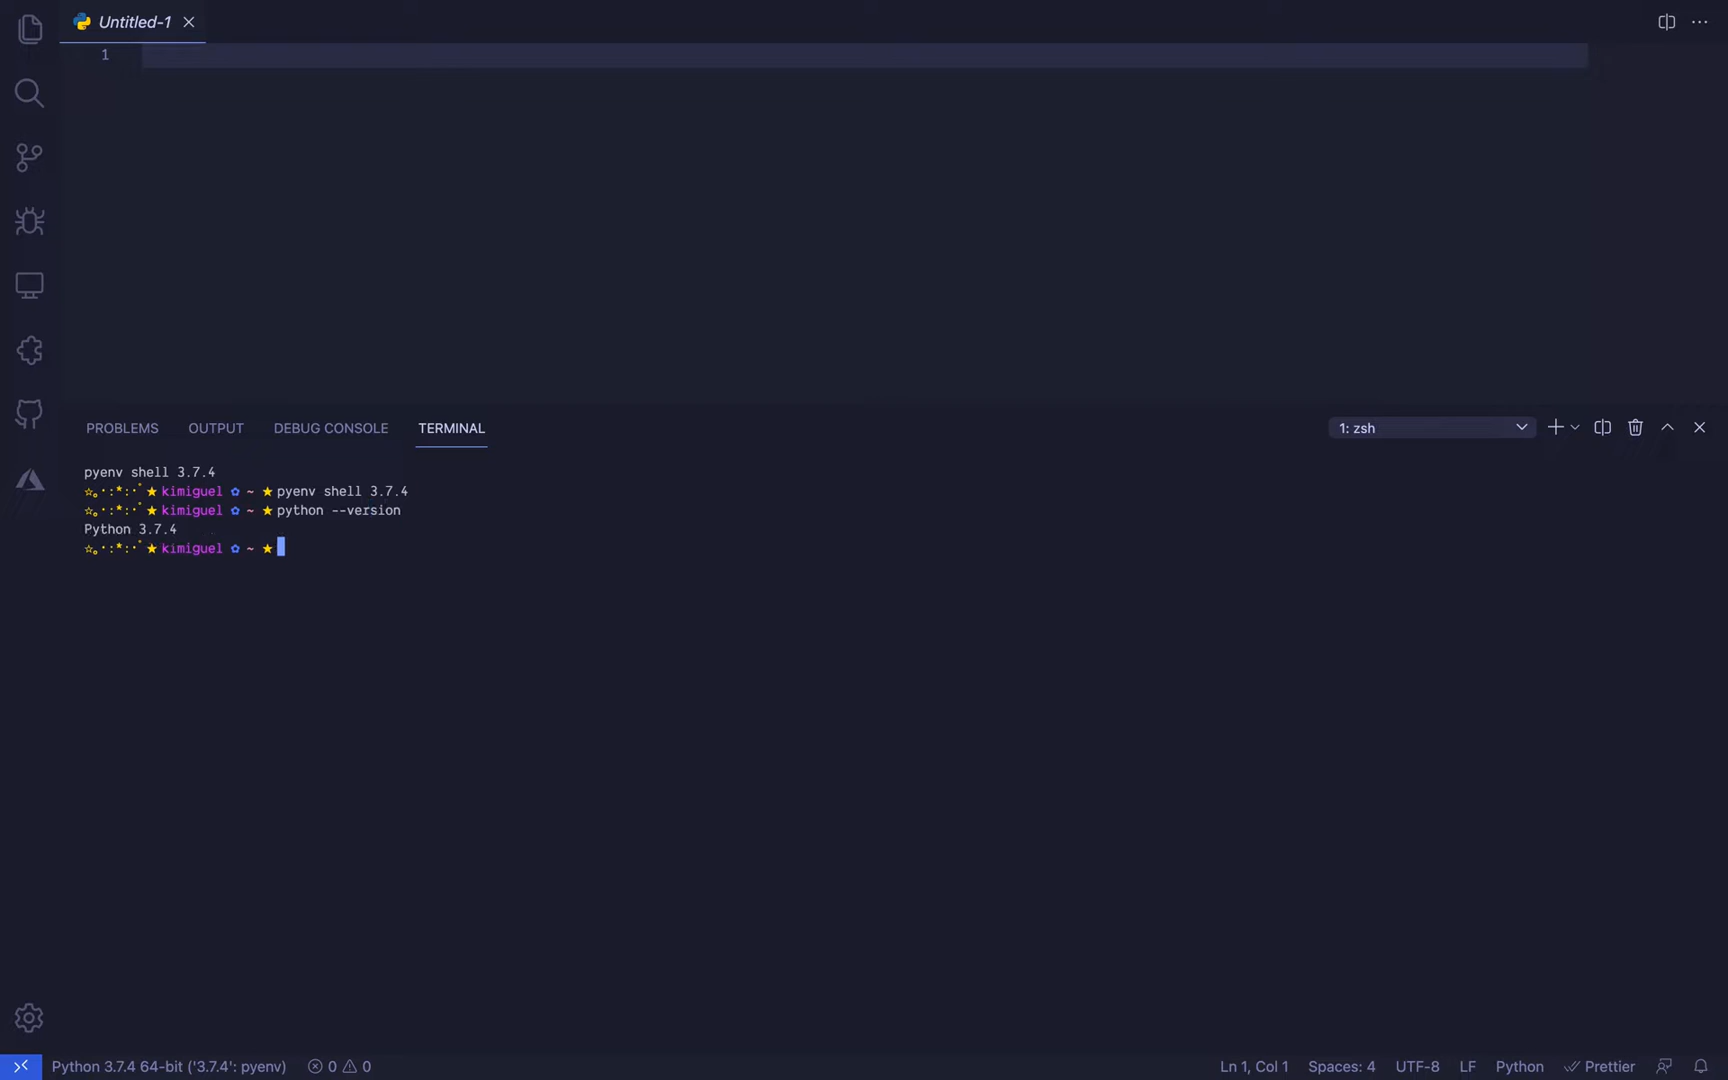 Untitled-1
1
PROBLEMS OUTPUT DEBUG CONSOLE TERMINAL 1: zsh
pyenv shell 3.7.4
☆｡･:*:･ﾟ★ kimiguel ✿ ~ ★ pyenv shell 3.7.4
☆｡･:*:･ﾟ★ kimiguel ✿ ~ ★ python --version
Python 3.7.4
☆｡･:*:･ﾟ★ kimiguel ✿ ~ ★
Python 3.7.4 64-bit ('3.7.4': pyenv) 0 0 Ln 1, Col 1 Spaces: 4 UTF-8 LF Python Prettier